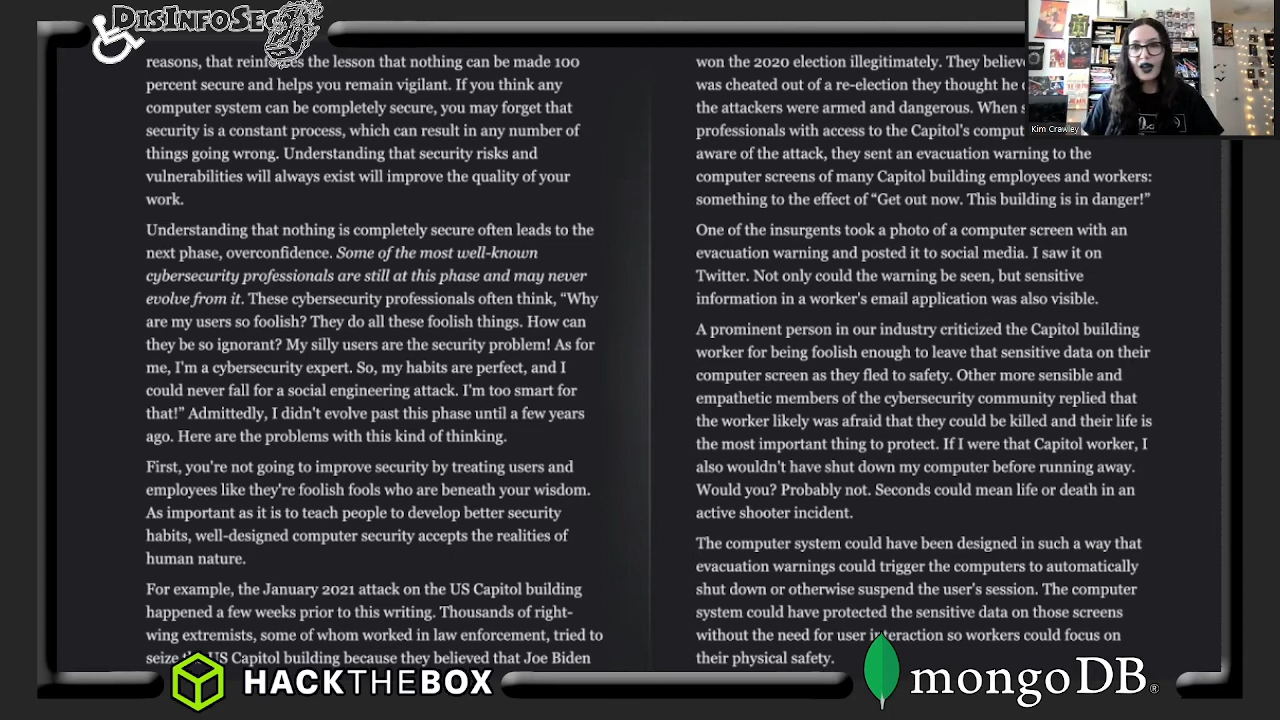 DISINFOSEC
reasons, that reinforces the lesson that nothing can be made 100
percent secure and helps you remain vigilant. If you think any
computer system can be completely secure, you may forget that
security is a constant process, which can result in any number of
things going wrong. Understanding that security risks and
vulnerabilities will always exist will improve the quality of your
work.
Understanding that nothing is completely secure often leads to the
next phase, overconfidence. Some of the most well-known
cybersecurity professionals are still at this phase and may never
evolve from it. These cybersecurity professionals often think, “Why
are my users so foolish? They do all these foolish things. How can
they be so ignorant? My silly users are the security problem! As for
me, I'm a cybersecurity expert. So, my habits are perfect, and I
could never fall for a social engineering attack. I'm too smart for
that!” Admittedly, I didn't evolve past this phase until a few years
ago. Here are the problems with this kind of thinking.
First, you're not going to improve security by treating users and
employees like they're foolish fools who are beneath your wisdom.
As important as it is to teach people to develop better security
habits, well-designed computer security accepts the realities of
human nature.
For example, the January 2021 attack on the US Capitol building
happened a few weeks prior to this writing. Thousands of right-
wing extremists, some of whom worked in law enforcement, tried to
seize the US Capitol building because they believed that Joe Biden
won the 2020 election illegitimately. They
was cheated out of a re-election they thought he
the attackers were armed and dangerous. When
professionals with access to the Capitol's
aware of the attack, they sent an evacuation warning to the
computer screens of many Capitol building employees and workers:
something to the effect of “Get out now. This building is in danger!”
One of the insurgents took a photo of a computer screen with an
evacuation warning and posted it to social media. I saw it on
Twitter. Not only could the warning be seen, but sensitive
information in a worker's email application was also visible.
A prominent person in our industry criticized the Capitol building
worker for being foolish enough to leave that sensitive data on their
computer screen as they fled to safety. Other more sensible and
empathetic members of the cybersecurity community replied that
the worker likely was afraid that they could be killed and their life is
the most important thing to protect. If I were that Capitol worker, I
also wouldn't have shut down my computer before running away.
Would you? Probably not. Seconds could mean life or death in an
active shooter incident.
The computer system could have been designed in such a way that
evacuation warnings could trigger the computers to automatically
shut down or otherwise suspend the user's session. The computer
system could have protected the sensitive data on those screens
without the need for user interaction so workers could focus on
their physical safety.
Kim Crawley
HACKTHEBOX
mongoDB®